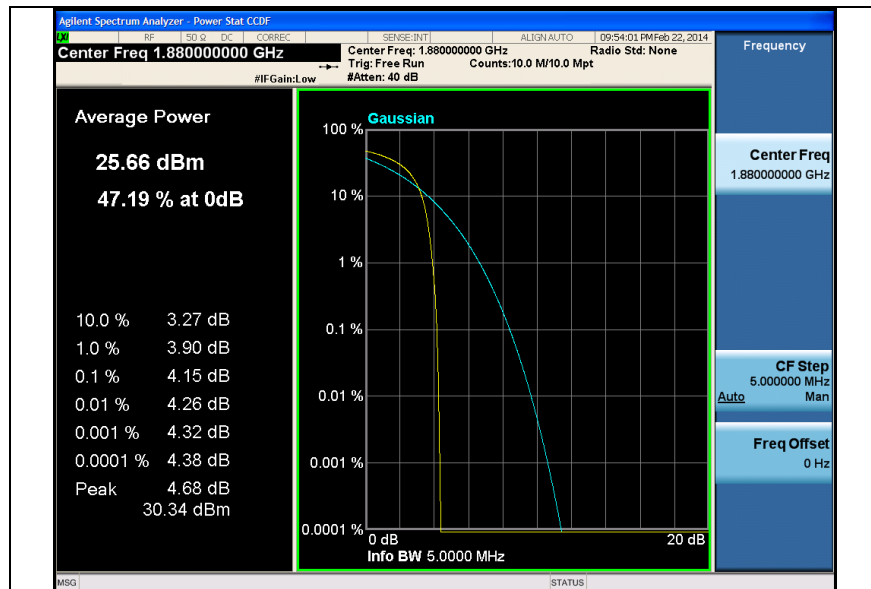 Agilent Spectrum Analyzer - Power Stat CCDF
LXI RF 50 Ω DC CORREC SENSE:INT ALIGN AUTO 09:54:01 PM Feb 22, 2014
Center Freq 1.880000000 GHz
Center Freq: 1.880000000 GHz Radio Std: None
Trig: Free Run Counts:10.0 M/10.0 Mpt
#IFGain:Low #Atten: 40 dB
Frequency
Center Freq
1.880000000 GHz
CF Step
5.000000 MHz
Auto Man
Freq Offset
0 Hz
Average Power
25.66 dBm
47.19 % at 0dB
10.0 % 3.27 dB
1.0 % 3.90 dB
0.1 % 4.15 dB
0.01 % 4.26 dB
0.001 % 4.32 dB
0.0001 % 4.38 dB
Peak 4.68 dB
30.34 dBm
Gaussian
100 %
10 %
1 %
0.1 %
0.01 %
0.001 %
0.0001 %
0 dB 20 dB
Info BW 5.0000 MHz
MSG STATUS